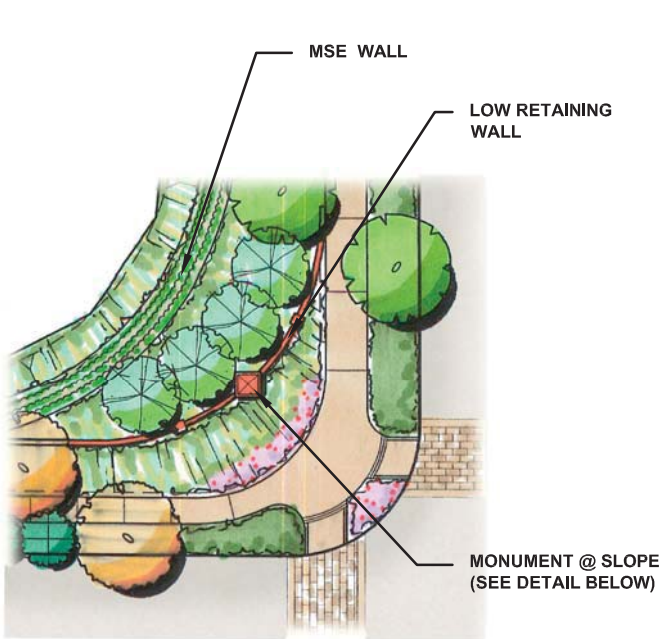 MSE WALL
LOW RETAINING
WALL
MONUMENT @ SLOPE
(SEE DETAIL BELOW)